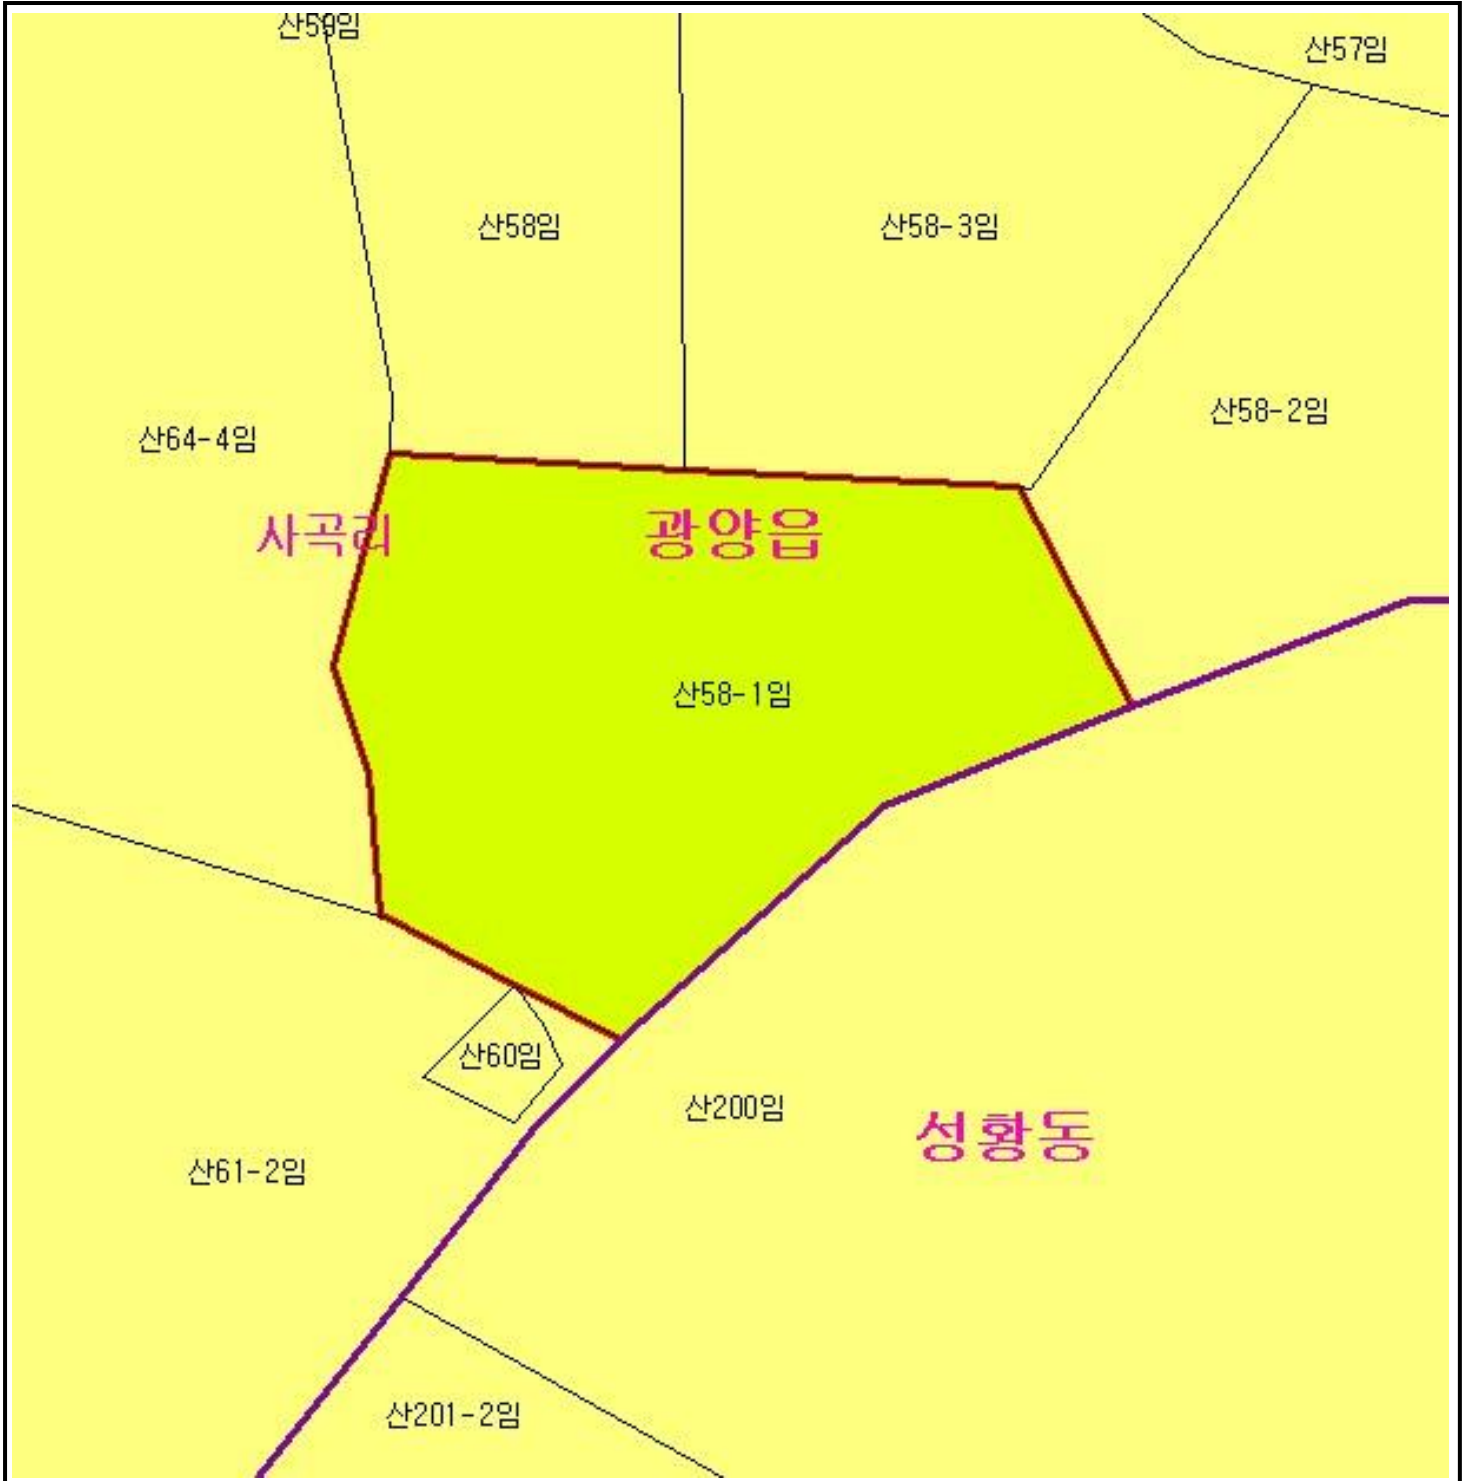 산59임
산57임
산58임
산58-3임
산58-2임
산64-4임
사곡리
광양읍
산58-1임
산60임
산200임
성황동
산61-2임
산201-2임